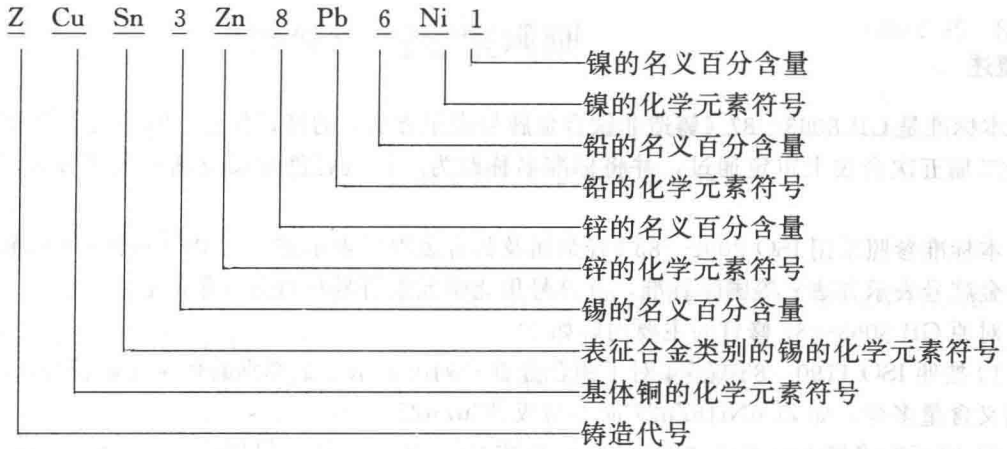 Z Cu Sn 3 Zn 8 Pb 6 Ni 1
镍的名义百分含量
镍的化学元素符号
铅的名义百分含量
铅的化学元素符号
锌的名义百分含量
锌的化学元素符号
锡的名义百分含量
表征合金类别的锡的化学元素符号
基体铜的化学元素符号
铸造代号